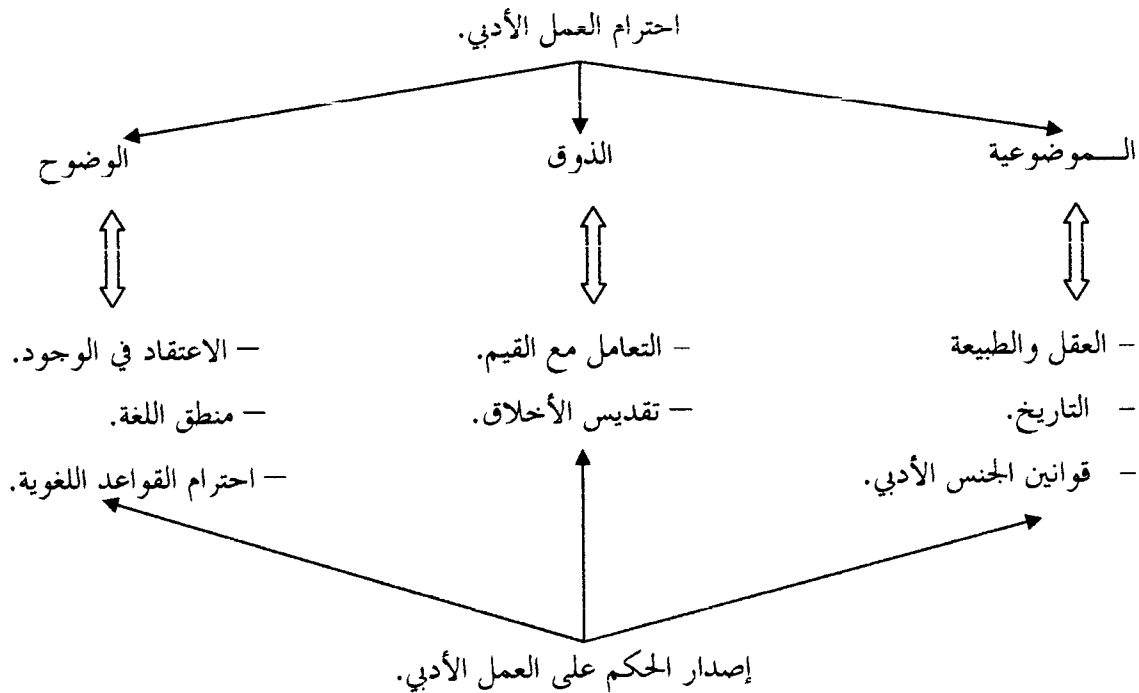 احترام العمل الأدبي.
الـــموضوعية
الذوق
الوضوح
– العقل والطبيعة
– التعامل مع القيم.
– الاعتقاد في الوجود.
– التاريخ.
– تقديس الأخلاق.
– منطق اللغة.
– قوانين الجنس الأدبي.
– احترام القواعد اللغوية.
إصدار الحكم على العمل الأدبي.